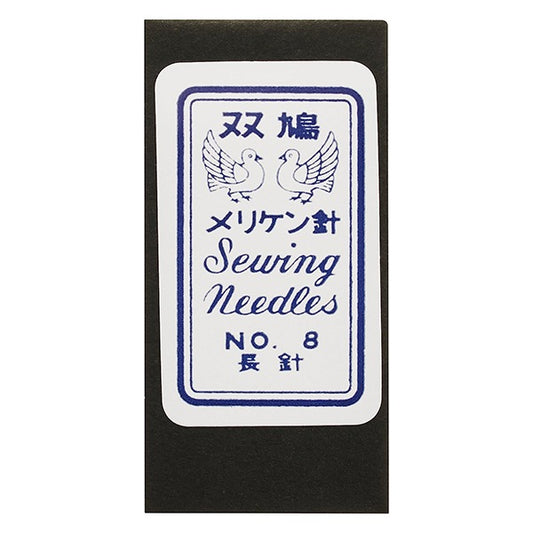 双鳩
メリケン針
Sewing
Needles
NO. 8
長針